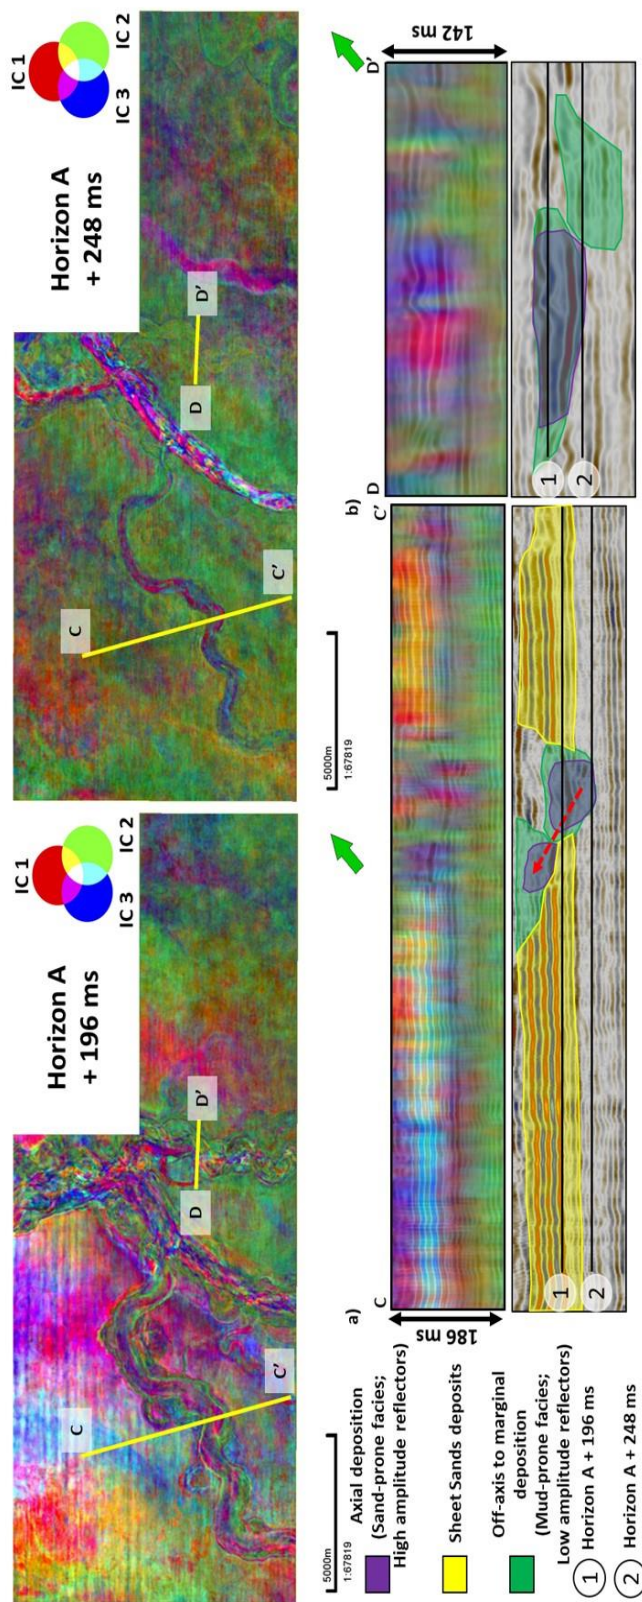 Horizon A
+ 196 ms
IC 1
IC 2
IC 3
C
C'
D
D'
5000m
1:67819
Horizon A
+ 248 ms
IC 1
IC 2
IC 3
C
C'
D
D'
5000m
1:67819
Axial deposition
(Sand-prone facies;
High amplitude reflectors)
Sheet Sands deposits
Off-axis to marginal
deposition
(Mud-prone facies;
Low amplitude reflectors)
1 Horizon A + 196 ms
2 Horizon A + 248 ms
a)
C
C'
186 ms
1
2
b)
D
D'
142 ms
1
2